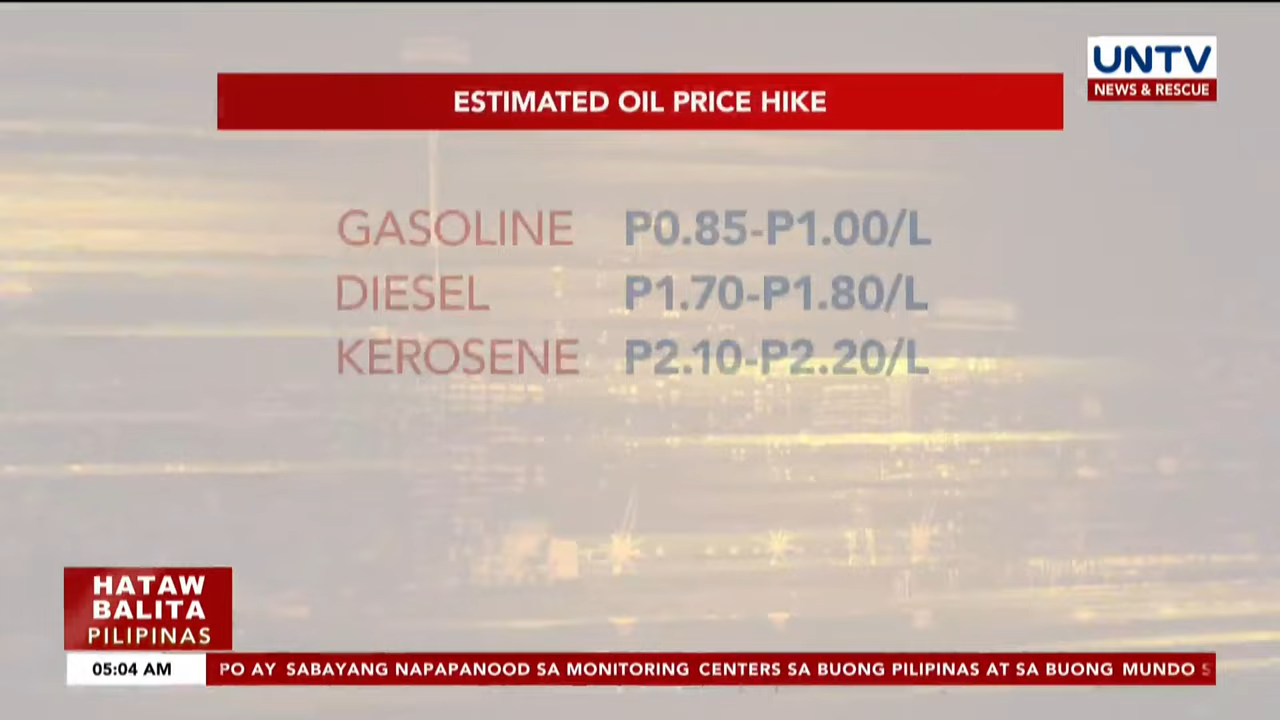 UNTV
NEWS & RESCUE
ESTIMATED OIL PRICE HIKE
GASOLINE P0.85-P1.00/L
DIESEL P1.70-P1.80/L
KEROSENE P2.10-P2.20/L
HATAW
BALITA
PILIPINAS
05:04 AM PO AY SABAYANG NAPAPANOOD SA MONITORING CENTERS SA BUONG PILIPINAS AT SA BUONG MUNDO